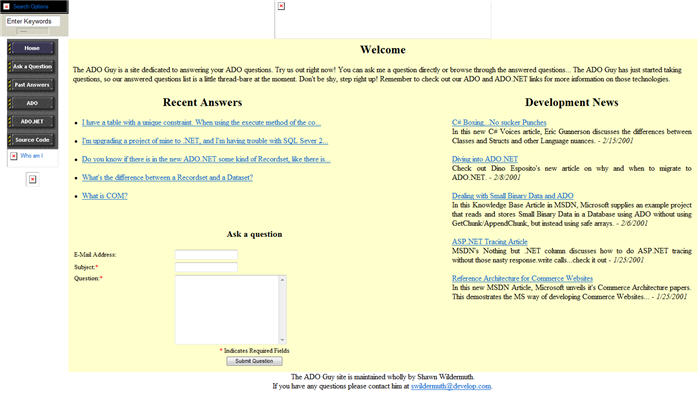 Search Options
Enter Keywords
Home
Ask a Question
Past Answers
ADO
ADO.NET
Source Code
Who am I
Welcome
The ADO Guy is a site dedicated to answering your ADO questions. Try us out right now! You can ask me a question directly or browse through the answered questions... The ADO Guy has just started taking
questions, so our answered questions list is a little thread-bare at the moment. Don't be shy, step right up! Remember to check out our ADO and ADO.NET links for more information on those technologies.
Recent Answers
I have a table with a unique constraint. When using the execute method of the co...
I'm upgrading a project of mine to .NET, and I'm having trouble with SQL Sever 2...
Do you know if there is in the new ADO.NET some kind of Recordset, like there is...
What's the difference between a Recordset and a Dataset?
What is COM?
Ask a question
E-Mail Address:
Subject:*
Question:*
* Indicates Required Fields
Submit Question
Development News
C# Boxing...No sucker Punches
In this new C# Voices article, Eric Gunnerson discusses the differences between
Classes and Structs and other Language nuances. - 2/15/2001
Diving into ADO.NET
Check out Dino Esposito's new article on why and when to migrate to
ADO.NET. - 2/8/2001
Dealing with Small Binary Data and ADO
In this Knowledge Base Article in MSDN, Microsoft supplies an example project
that reads and stores Small Binary Data in a Database using ADO without using
GetChunk/AppendChunk, but instead using safe arrays. - 2/6/2001
ASP.NET Tracing Article
MSDN's Nothing but .NET column discusses how to do ASP.NET tracing
without those nasty response.write calls...check it out - 1/25/2001
Reference Architecture for Commerce Websites
In this new MSDN Article, Microsoft unveils it's Commerce Architecture papers.
This demostrates the MS way of developing Commerce Websites... - 1/25/2001
The ADO Guy site is maintained wholly by Shawn Wildermuth.
If you have any questions please contact him at swildermuth@develop.com.